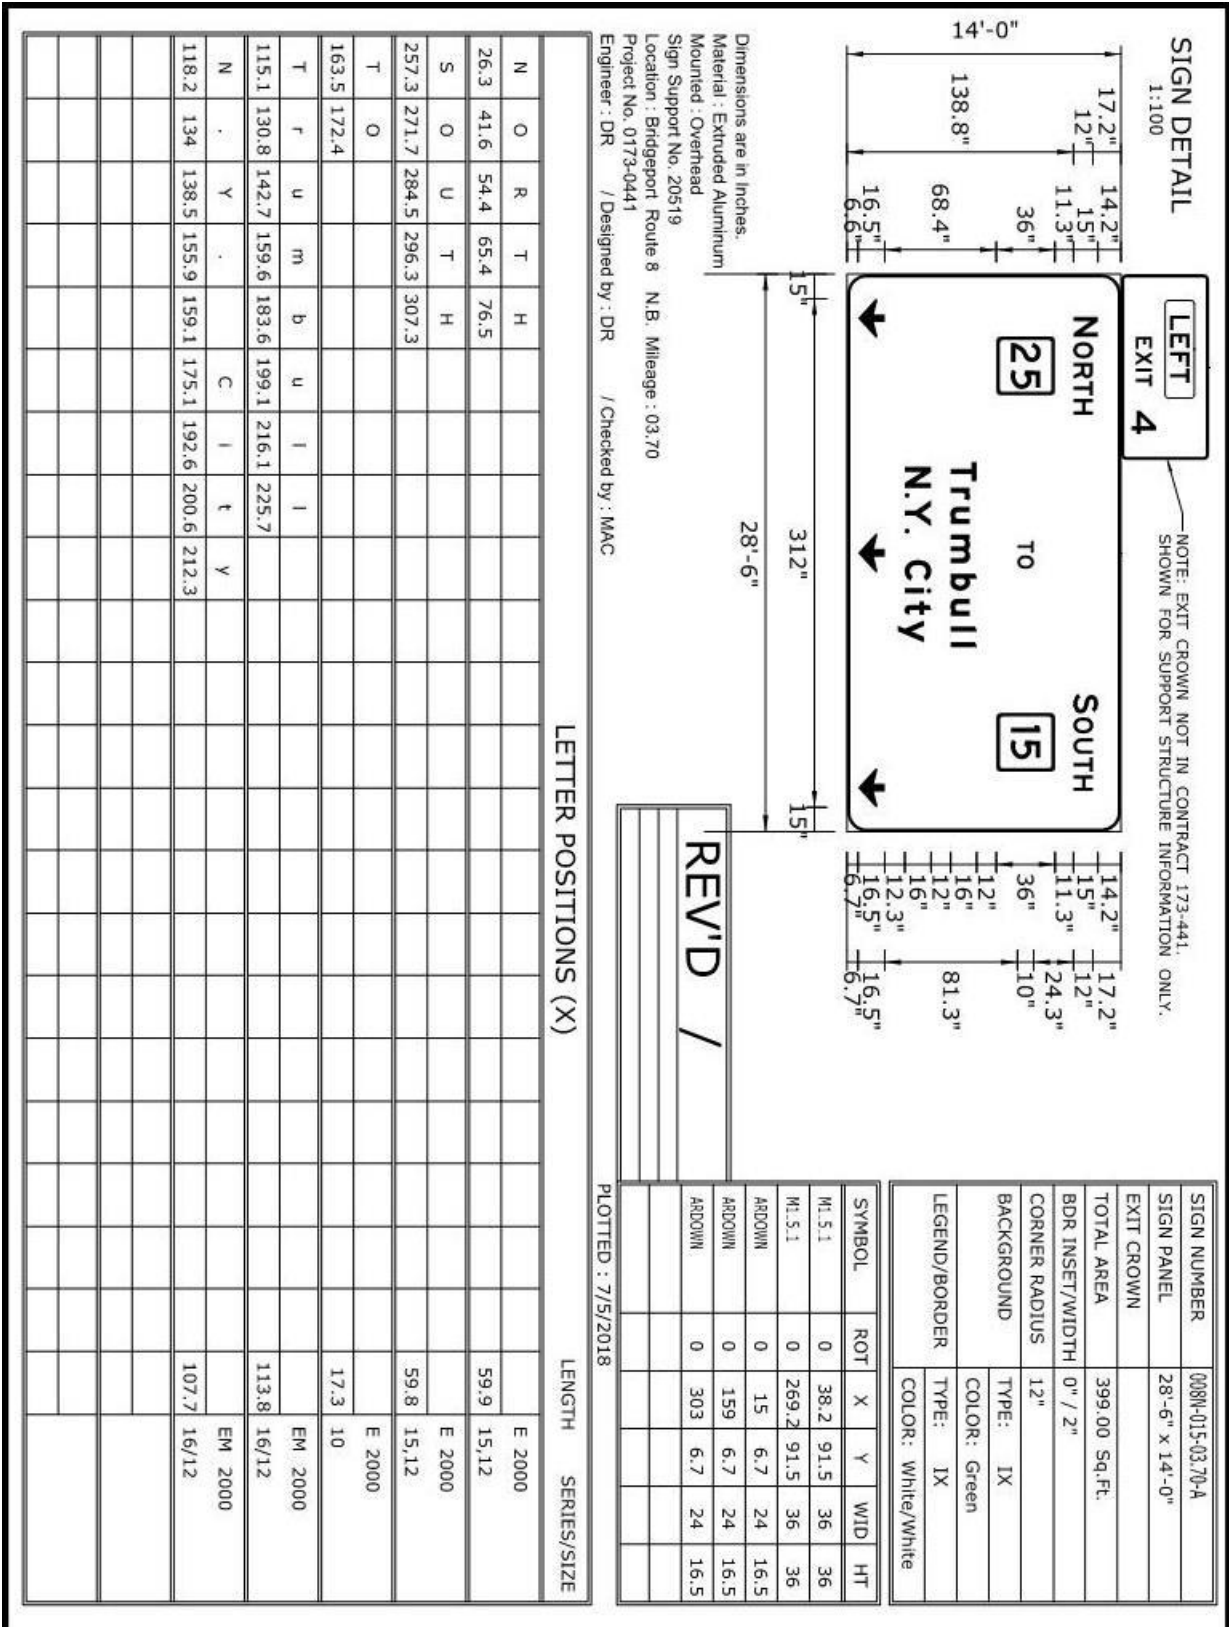 SIGN DETAIL
1:100
14'-0"
17.2"
12"
138.8"
14.2"
15"
11.3"
36"
68.4"
16.5"
6.6"
LEFT
EXIT 4
NOTE: EXIT CROWN NOT IN CONTRACT 173-441.
SHOWN FOR SUPPORT STRUCTURE INFORMATION ONLY.
NORTH SOUTH
25 TO 15
Trumbull
N.Y. City
14.2"
15"
11.3"
36"
12"
16"
12"
16"
12.3"
16.5"
6.7"
17.2"
12"
24.3"
10"
81.3"
16.5"
6.7"
15" 312" 15"
28'-6"
Dimensions are in Inches.
Material : Extruded Aluminum
Mounted : Overhead
Sign Support No. 20519
Location : Bridgeport Route 8 N.B. Mileage : 03.70
Project No. 0173-0441
Engineer : DR / Designed by : DR / Checked by : MAC
REV'D /
SIGN NUMBER 008N-015-03.70-A
SIGN PANEL 28'-6" x 14'-0"
EXIT CROWN
TOTAL AREA 399.00 Sq.Ft.
BDR INSET/WIDTH 0" / 2"
CORNER RADIUS 12"
BACKGROUND TYPE: IX
COLOR: Green
LEGEND/BORDER TYPE: IX
COLOR: White/White
SYMBOL ROT X Y WID HT
M1.5.1 0 38.2 91.5 36 36
M1.5.1 0 269.2 91.5 36 36
ARDOWN 0 15 6.7 24 16.5
ARDOWN 0 159 6.7 24 16.5
ARDOWN 0 303 6.7 24 16.5
PLOTTED : 7/5/2018
LETTER POSITIONS (X) LENGTH SERIES/SIZE
N O R T H E 2000
26.3 41.6 54.4 65.4 76.5 59.9 15,12
S O U T H E 2000
257.3 271.7 284.5 296.3 307.3 59.8 15,12
T O E 2000
163.5 172.4 17.3 10
T r u m b u l l EM 2000
115.1 130.8 142.7 159.6 183.6 199.1 216.1 225.7 113.8 16/12
N . Y . C i t y EM 2000
118.2 134 138.5 155.9 159.1 175.1 192.6 200.6 212.3 107.7 16/12